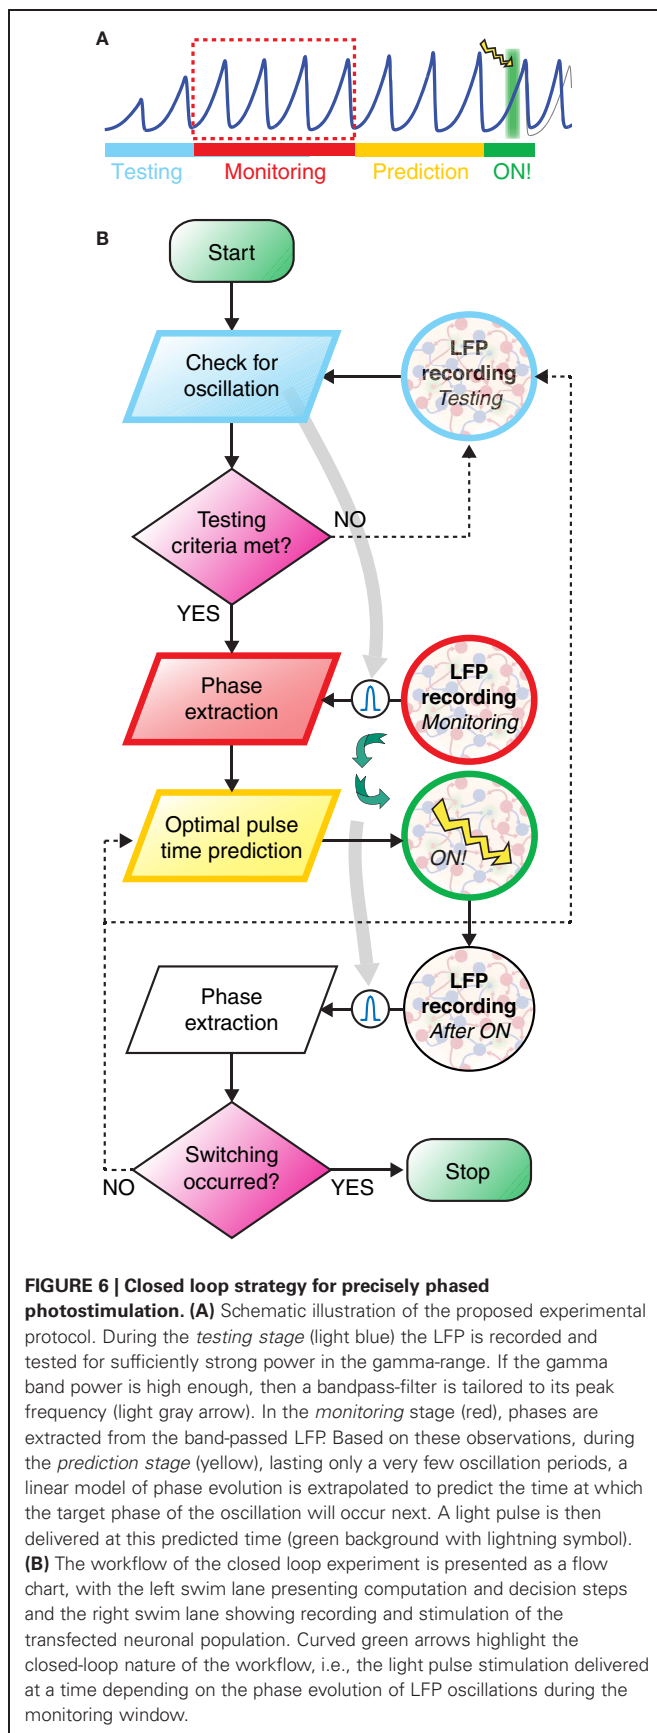 A
Testing
Monitoring
Prediction
ON!
B
Start
Check for
oscillation
LFP
recording
Testing
Testing
criteria met?
NO
YES
Phase
extraction
LFP
recording
Monitoring
Optimal pulse
time prediction
ON!
Phase
extraction
LFP
recording
After ON
Switching
occurred?
NO
YES
Stop
FIGURE 6 | Closed loop strategy for precisely phased
photostimulation. (A) Schematic illustration of the proposed experimental
protocol. During the testing stage (light blue) the LFP is recorded and
tested for sufficiently strong power in the gamma-range. If the gamma
band power is high enough, then a bandpass-filter is tailored to its peak
frequency (light gray arrow). In the monitoring stage (red), phases are
extracted from the band-passed LFP. Based on these observations, during
the prediction stage (yellow), lasting only a very few oscillation periods, a
linear model of phase evolution is extrapolated to predict the time at which
the target phase of the oscillation will occur next. A light pulse is then
delivered at this predicted time (green background with lightning symbol).
(B) The workflow of the closed loop experiment is presented as a flow
chart, with the left swim lane presenting computation and decision steps
and the right swim lane showing recording and stimulation of the
transfected neuronal population. Curved green arrows highlight the
closed-loop nature of the workflow, i.e., the light pulse stimulation delivered
at a time depending on the phase evolution of LFP oscillations during the
monitoring window.